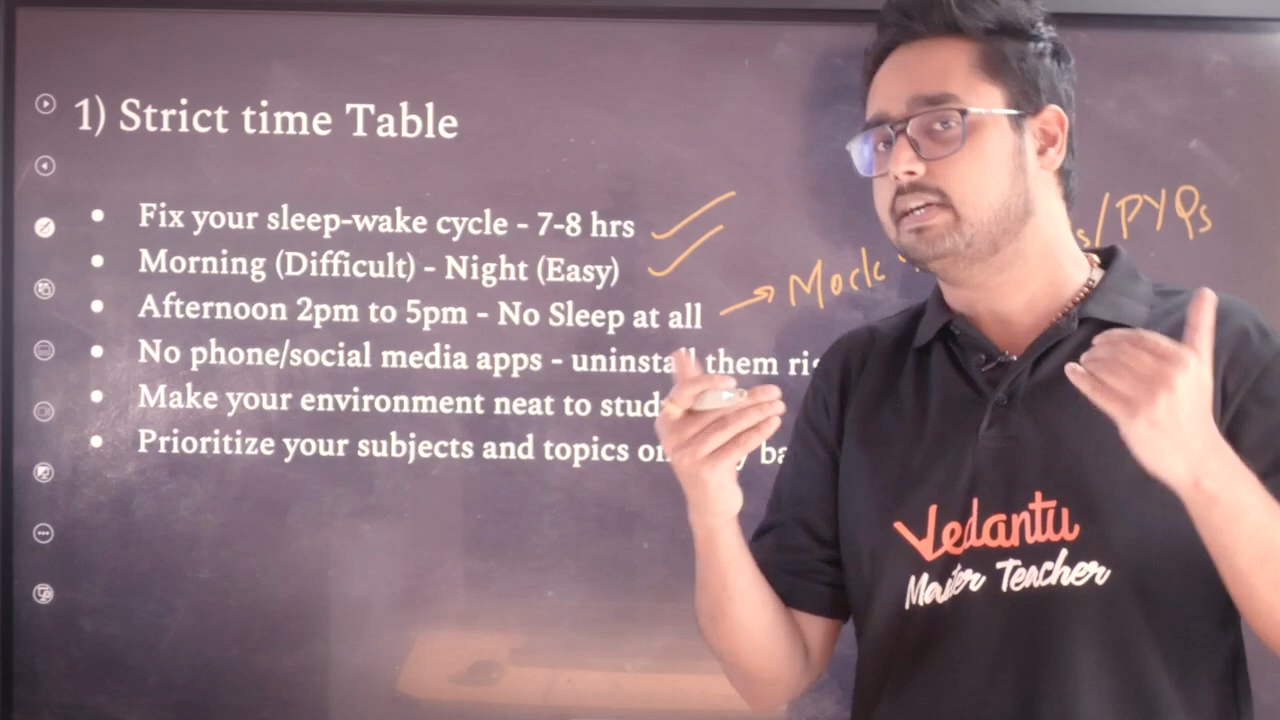 1) Strict time Table
• Fix your sleep-wake cycle - 7-8 hrs
• Morning (Difficult) - Night (Easy)
• Afternoon 2pm to 5pm - No Sleep at all
Mock
/PYQs
• No phone/social media apps - uninstall them
• Make your environment neat to
• Prioritize your subjects and topics
Vedantu
Master Teacher